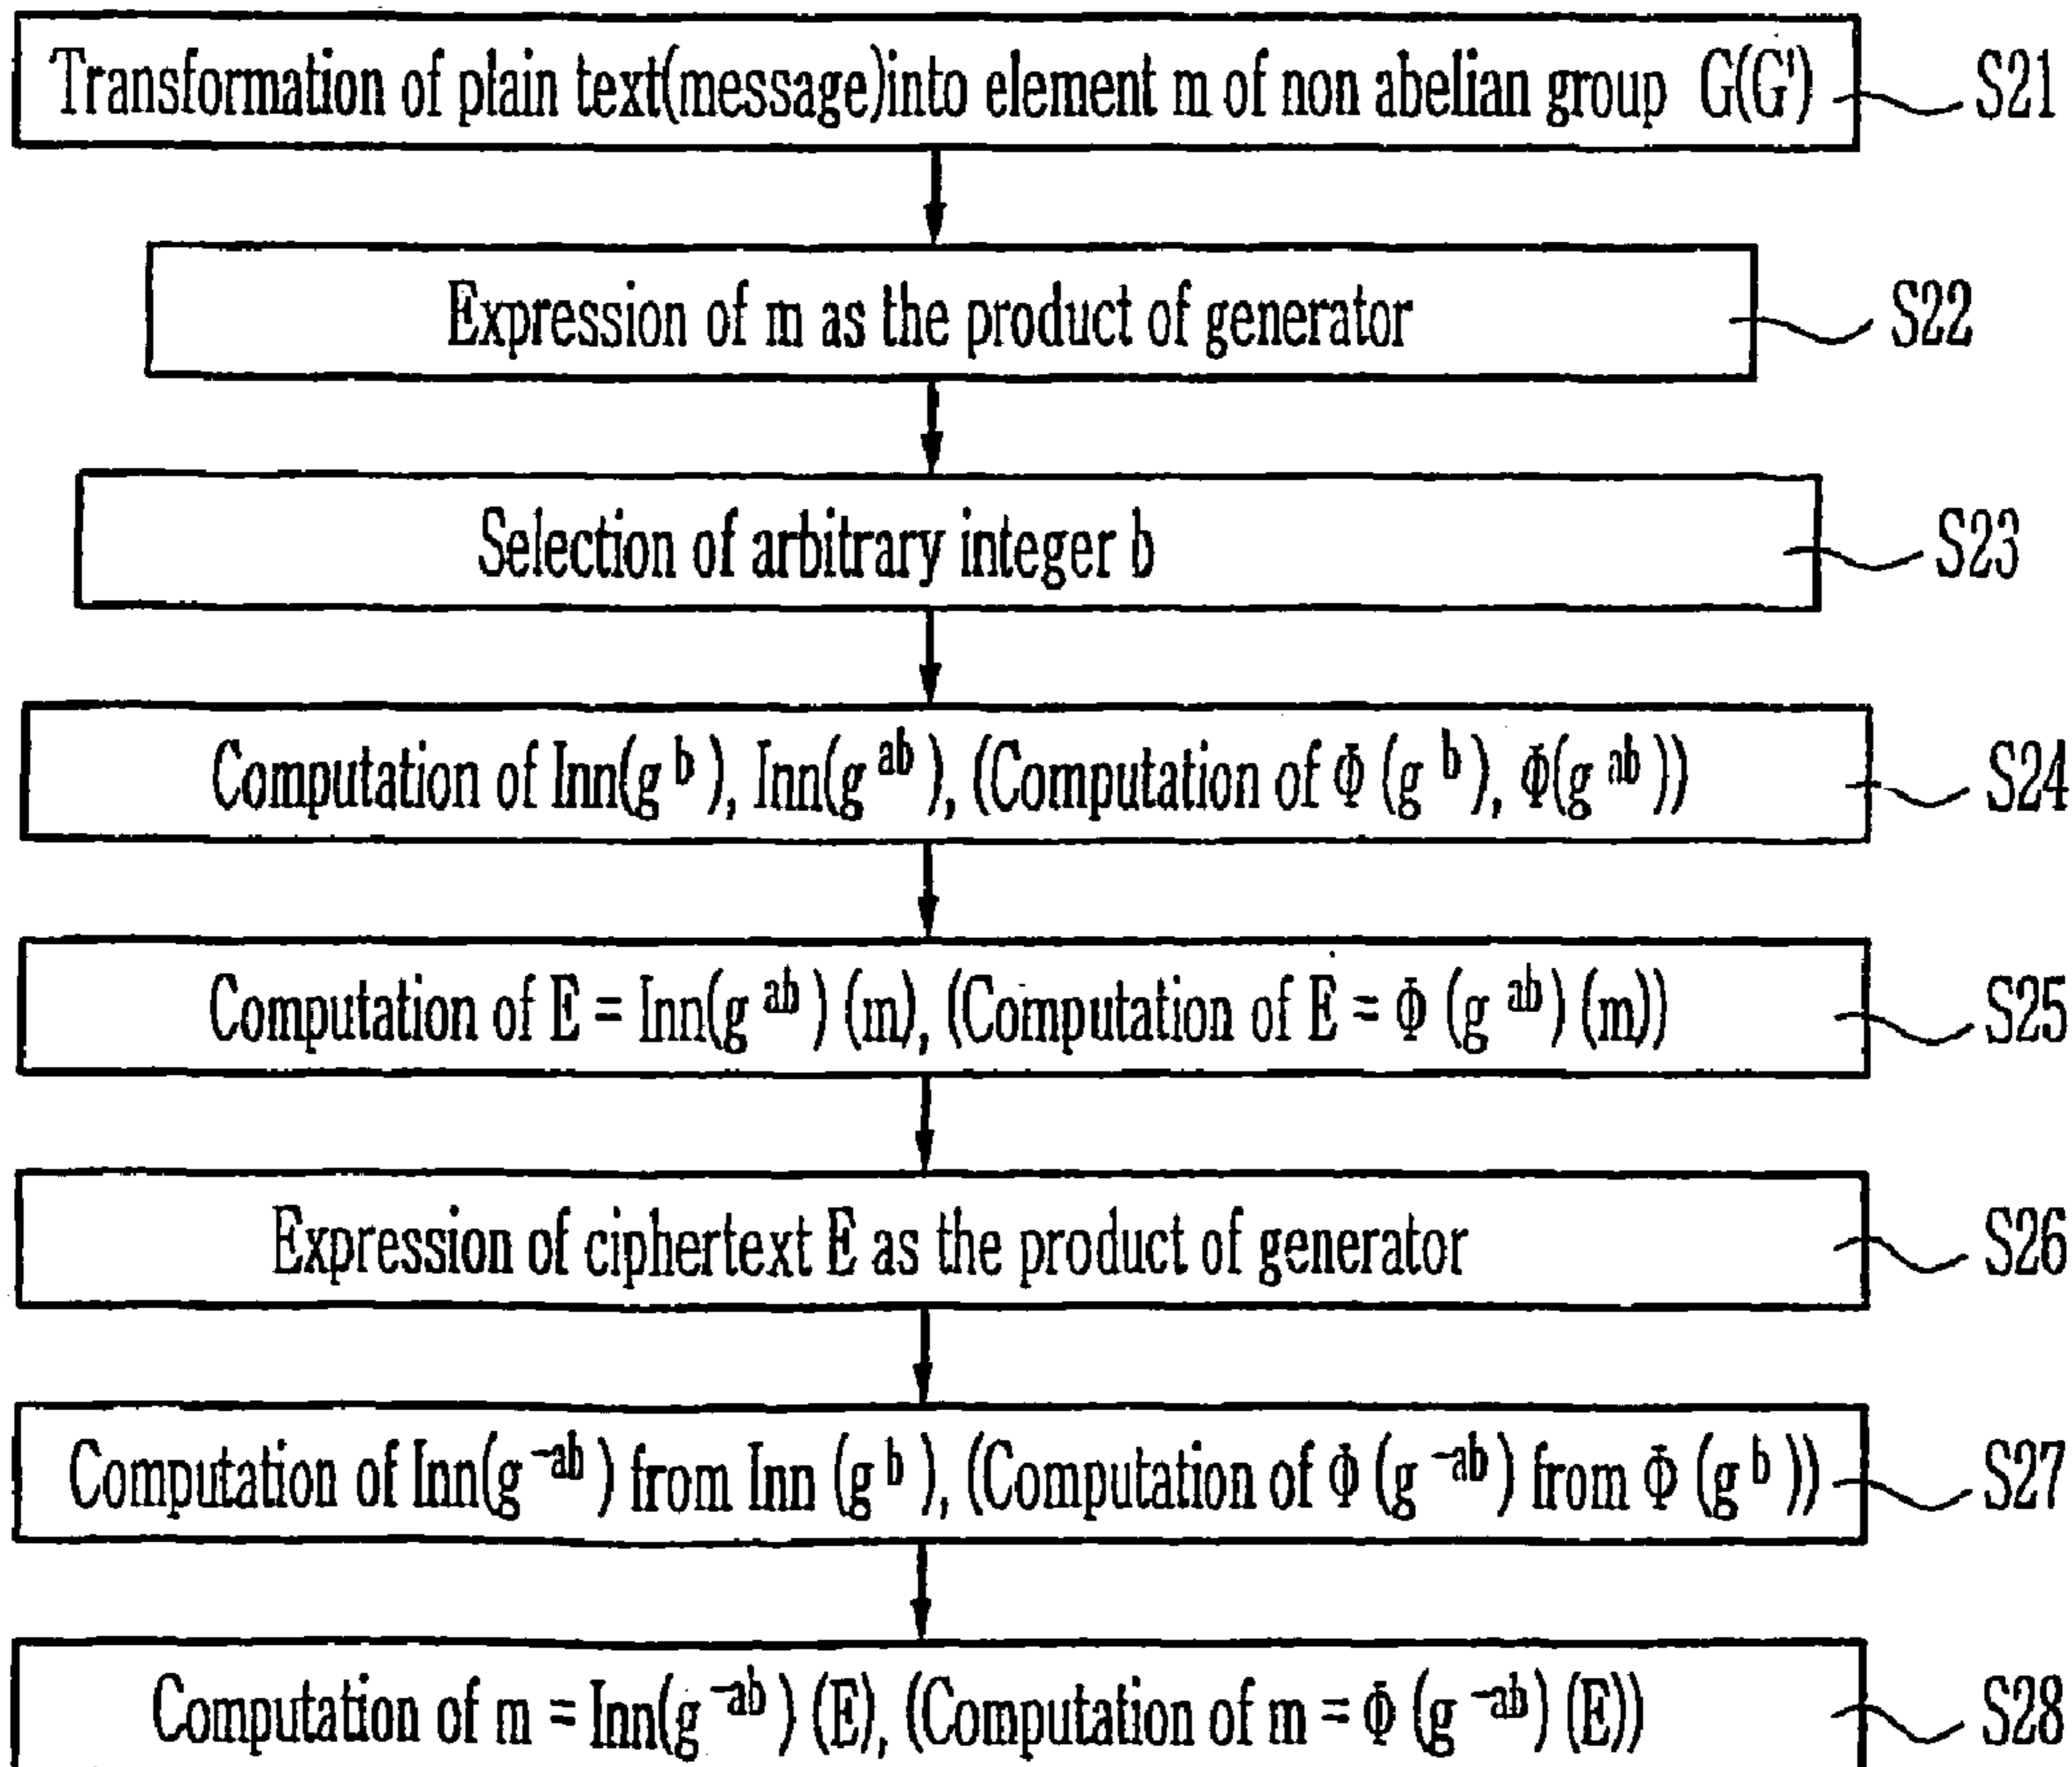 Transformation of plain text(message)into element m of non abelian group G(G') S21
Expression of m as the product of generator S22
Selection of arbitrary integer b S23
Computation of Inn(g^b), Inn(g^ab), (Computation of Φ(g^b), Φ(g^ab)) S24
Computation of E = Inn(g^ab)(m), (Computation of E = Φ(g^ab)(m)) S25
Expression of ciphertext E as the product of generator S26
Computation of Inn(g^-ab) from Inn(g^b), (Computation of Φ(g^-ab) from Φ(g^b)) S27
Computation of m = Inn(g^-ab)(E), (Computation of m = Φ(g^-ab)(E)) S28